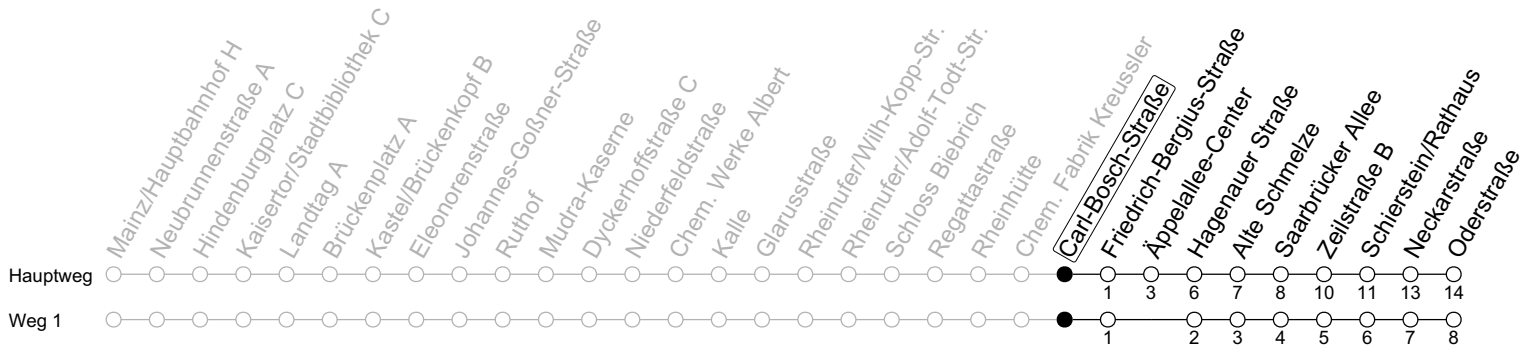 Mainz/Hauptbahnhof H
Neubrunnenstraße A
Hindenburgplatz C
Kaisertor/Stadtbibliothek C
Landtag A
Brückenplatz A
Kastel/Brückenkopf B
Eleonorenstraße
Johannes-Goßner-Straße
Ruthof
Mudra-Kaserne
Dyckerhoffstraße C
Niederfeldstraße
Chem. Werke Albert
Kalle
Glarusstraße
Rheinufer/Wilh-Kopp-Str.
Rheinufer/Adolf-Todt-Str.
Schloss Biebrich
Regattastraße
Rheinhütte
Chem. Fabrik Kreussler
Carl-Bosch-Straße
Friedrich-Bergius-Straße
Äppelallee-Center
Hagenauer Straße
Alte Schmelze
Saarbrücker Allee
Zeilstraße B
Schierstein/Rathaus
Neckarstraße
Oderstraße
Hauptweg
1 3 6 7 8 10 11 13 14
Weg 1
1 2 3 4 5 6 7 8